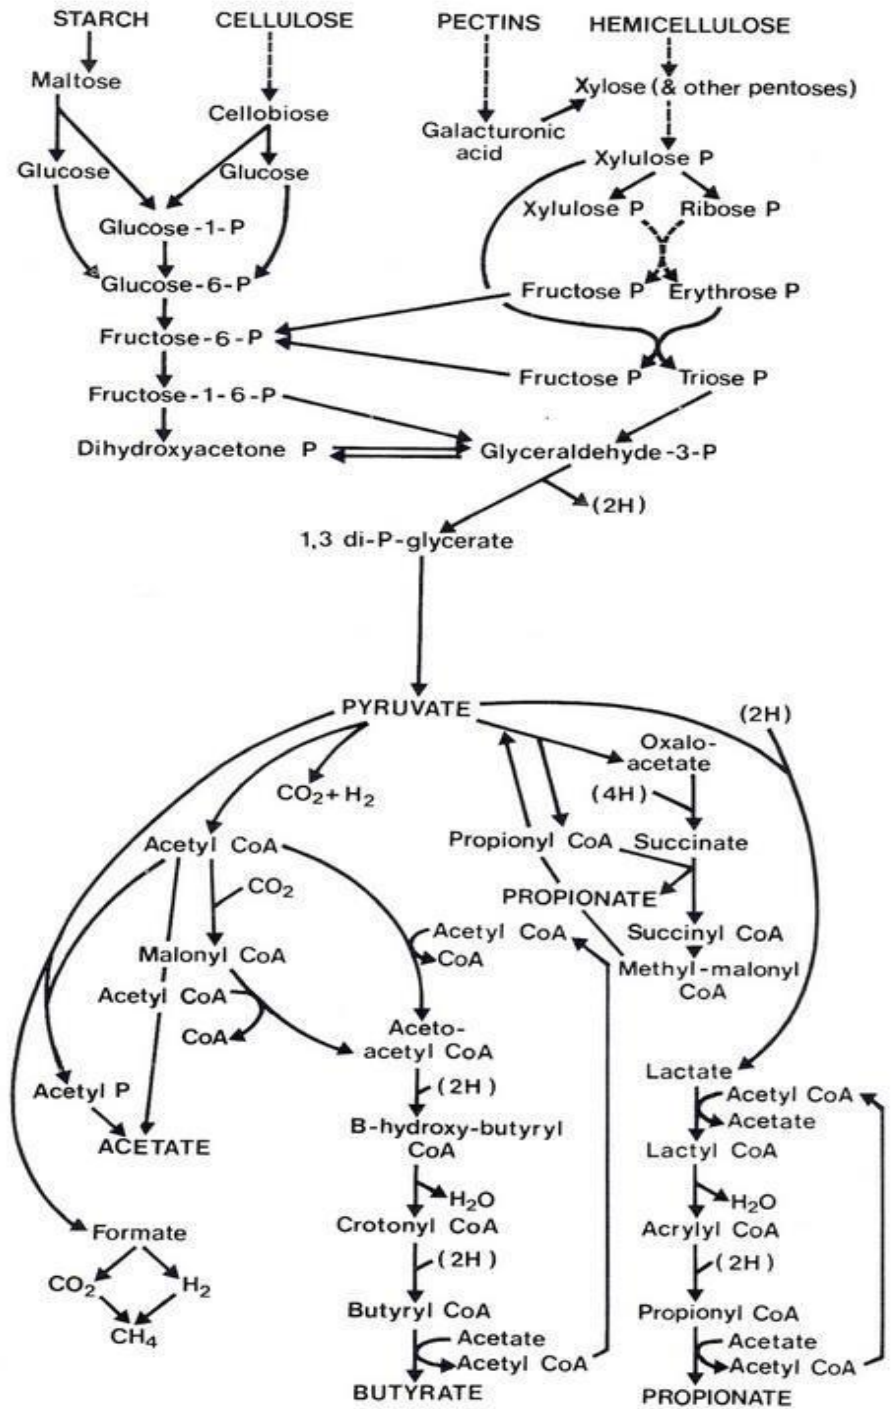 STARCH CELLULOSE PECTINS HEMICELLULOSE
Maltose
Xylose (& other pentoses)
Cellobiose
Galacturonic
acid
Xylulose P
Glucose
Glucose
Xylulose P
Ribose P
Glucose-1-P
Glucose-6-P
Fructose P
Erythrose P
Fructose-6-P
Fructose P
Triose P
Fructose-1-6-P
Dihydroxyacetone P
Glyceraldehyde-3-P
(2H)
1,3 di-P-glycerate
PYRUVATE
(2H)
Oxalo-
acetate
CO2+H2
(4H)
Acetyl CoA
Propionyl CoA
Succinate
CO2
PROPIONATE
Acetyl CoA
Succinyl CoA
Malonyl CoA
CoA
Methyl-malonyl
CoA
Acetyl CoA
CoA
Aceto-
acetyl CoA
Lactate
Acetyl P
(2H)
Acetyl CoA
Acetate
B-hydroxy-butyryl
CoA
ACETATE
Lactyl CoA
H2O
H2O
Formate
Crotonyl CoA
Acrylyl CoA
CO2
H2
(2H)
(2H)
CH4
Butyryl CoA
Propionyl CoA
Acetate
Acetyl CoA
Acetate
Acetyl CoA
BUTYRATE
PROPIONATE